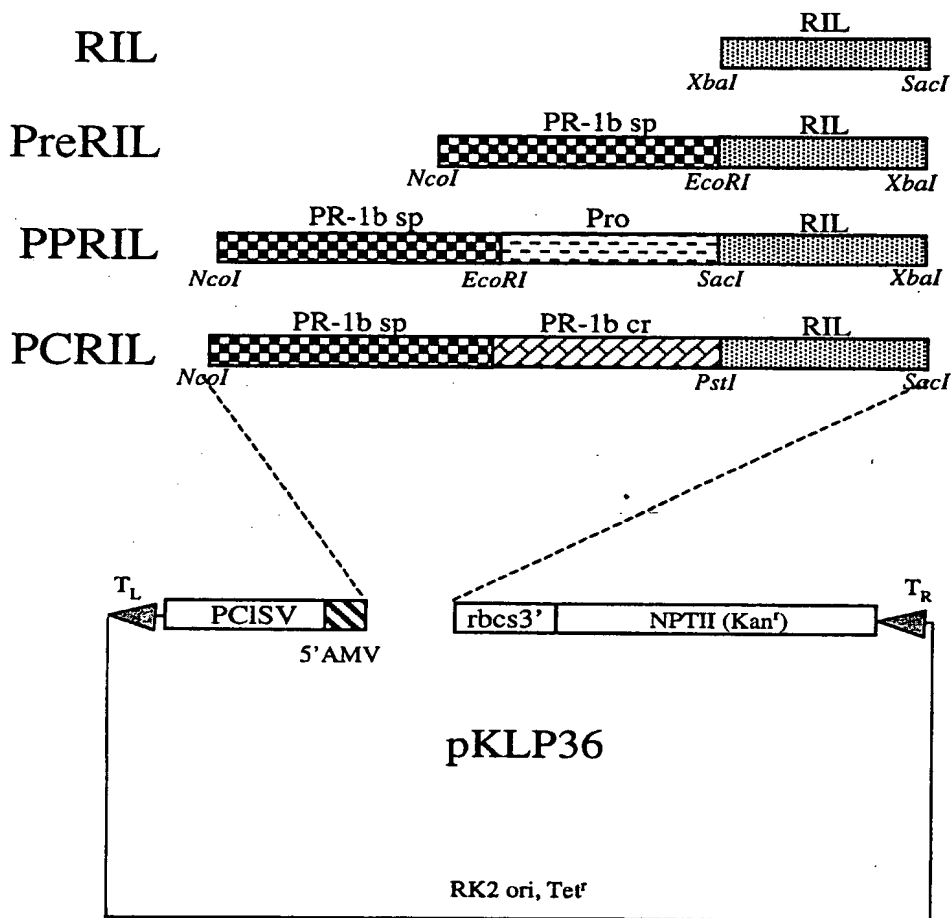 RIL
RIL
XbaI SacI
PreRIL
PR-1b sp RIL
NcoI EcoRI XbaI
PPRIL
PR-1b sp Pro RIL
NcoI EcoRI SacI XbaI
PCRIL
PR-1b sp PR-1b cr RIL
NcoI PstI SacI
TL TR
PClSV rbcs3' NPTII (Kanʳ)
5'AMV
pKLP36
RK2 ori, Tetʳ